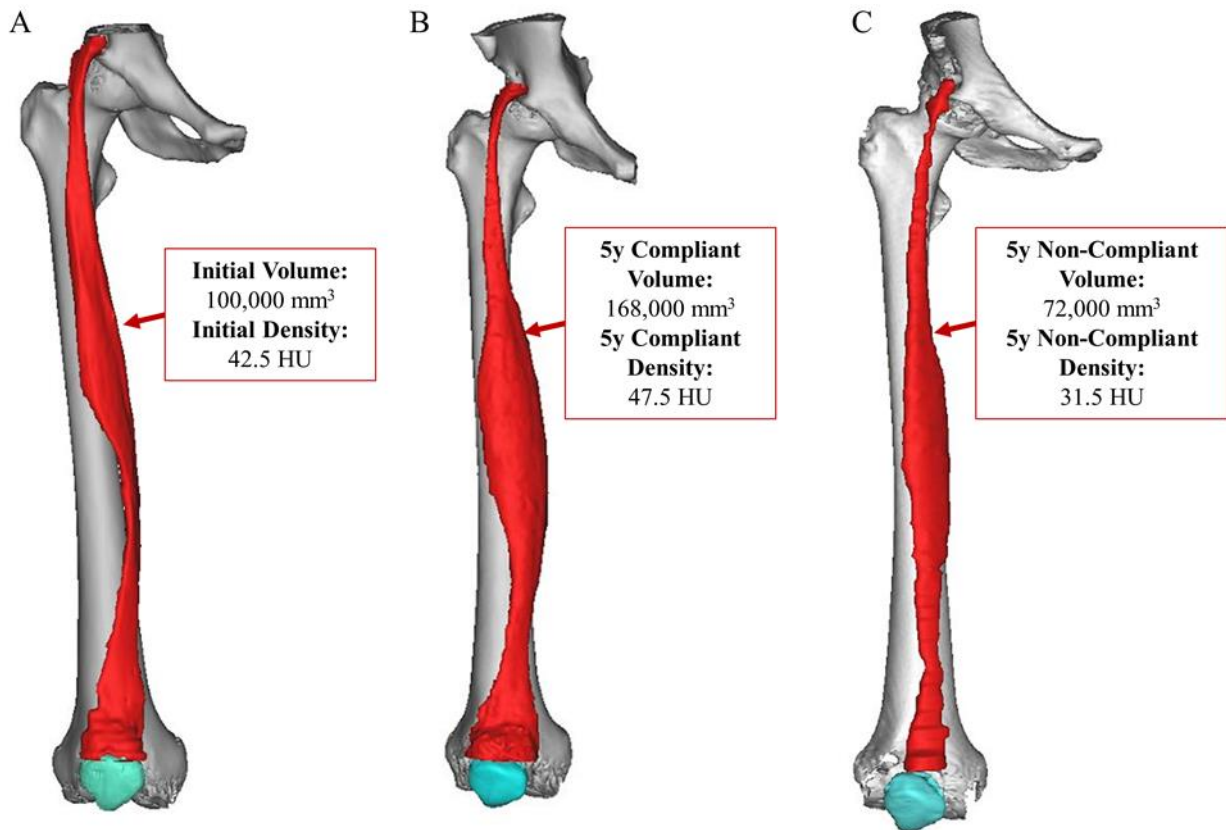 A
B
C
Initial Volume:
100,000 mm³
Initial Density:
42.5 HU
5y Compliant
Volume:
168,000 mm³
5y Compliant
Density:
47.5 HU
5y Non-Compliant
Volume:
72,000 mm³
5y Non-Compliant
Density:
31.5 HU